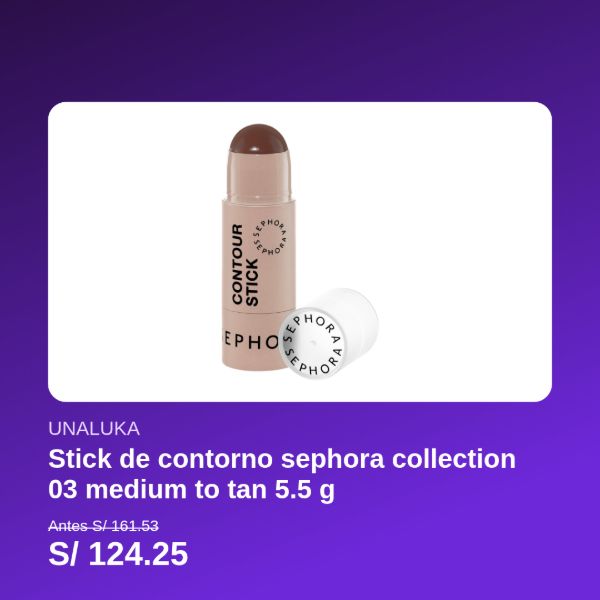 CONTOUR
STICK
SEPHORA SEPHORA
SEPHO
SEPHORA SEPHORA
UNALUKA
Stick de contorno sephora collection
03 medium to tan 5.5 g
Antes S/ 161.53
S/ 124.25